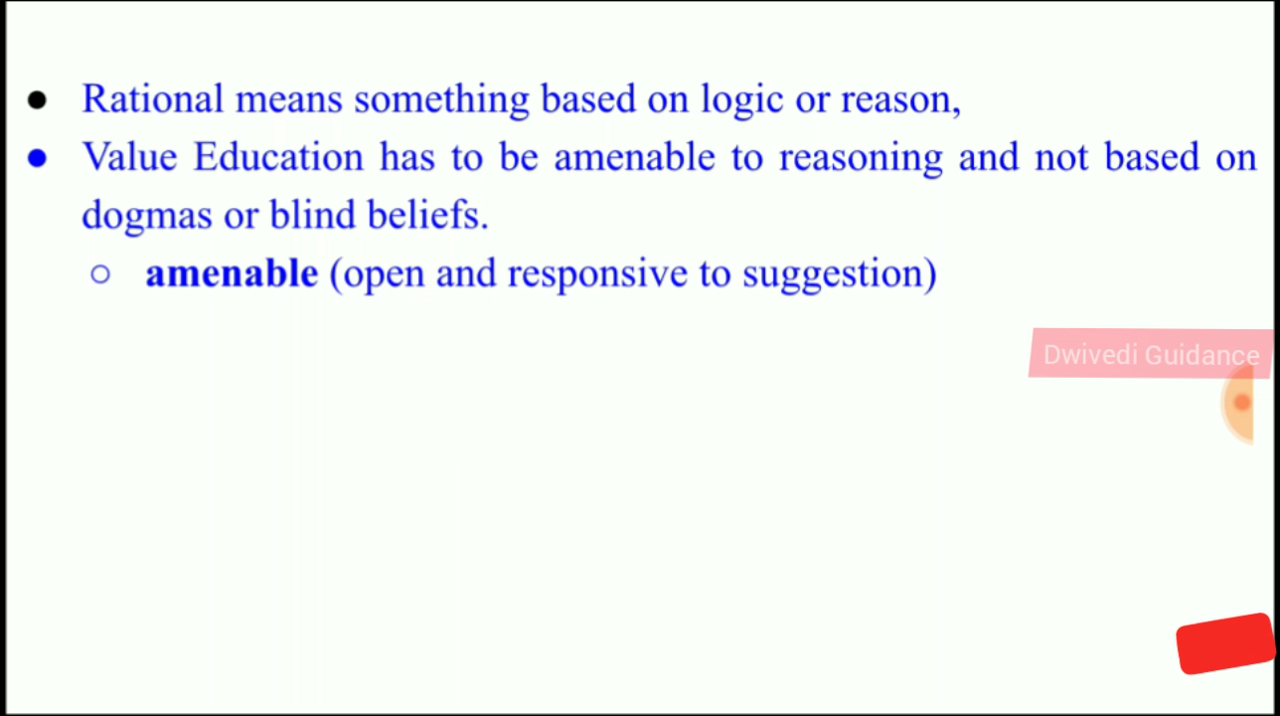 ● Rational means something based on logic or reason,
● Value Education has to be amenable to reasoning and not based on
dogmas or blind beliefs.
○ amenable (open and responsive to suggestion)
Dwivedi Guidance